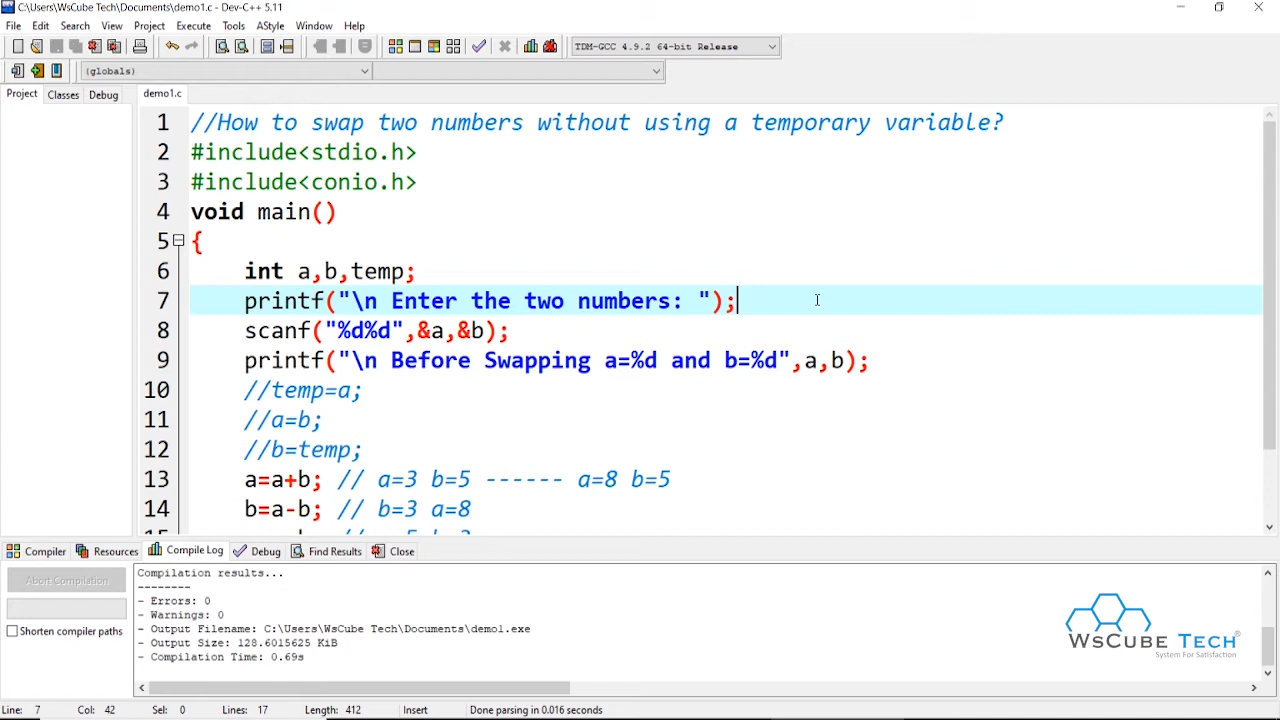 C:\Users\WsCube Tech\Documents\demo1.c - Dev-C++ 5.11
File Edit Search View Project Execute Tools AStyle Window Help
TDM-GCC 4.9.2 64-bit Release
(globals)
Project Classes Debug demo1.c
1 //How to swap two numbers without using a temporary variable?
2 #include<stdio.h>
3 #include<conio.h>
4 void main()
5 {
6 int a,b,temp;
7 printf("\n Enter the two numbers: ");
8 scanf("%d%d",&a,&b);
9 printf("\n Before Swapping a=%d and b=%d",a,b);
10 //temp=a;
11 //a=b;
12 //b=temp;
13 a=a+b; // a=3 b=5 ------ a=8 b=5
14 b=a-b; // b=3 a=8
Compiler Resources Compile Log Debug Find Results Close
Abort Compilation
Shorten compiler paths
Compilation results...
--------
- Errors: 0
- Warnings: 0
- Output Filename: C:\Users\WsCube Tech\Documents\demo1.exe
- Output Size: 128.6015625 KiB
- Compilation Time: 0.69s
WsCube Tech®
System For Satisfaction
Line: 7 Col: 42 Sel: 0 Lines: 17 Length: 412 Insert Done parsing in 0.016 seconds